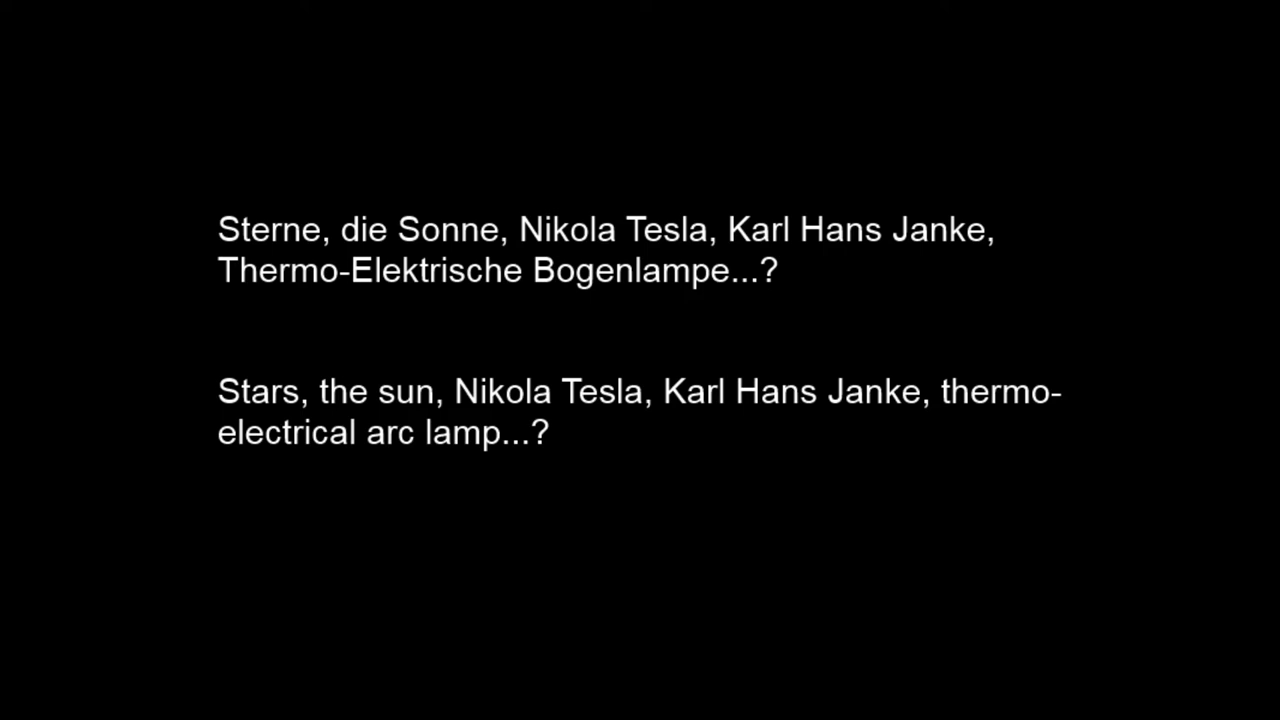 Sterne, die Sonne, Nikola Tesla, Karl Hans Janke,
Thermo-Elektrische Bogenlampe...?
Stars, the sun, Nikola Tesla, Karl Hans Janke, thermo-
electrical arc lamp...?